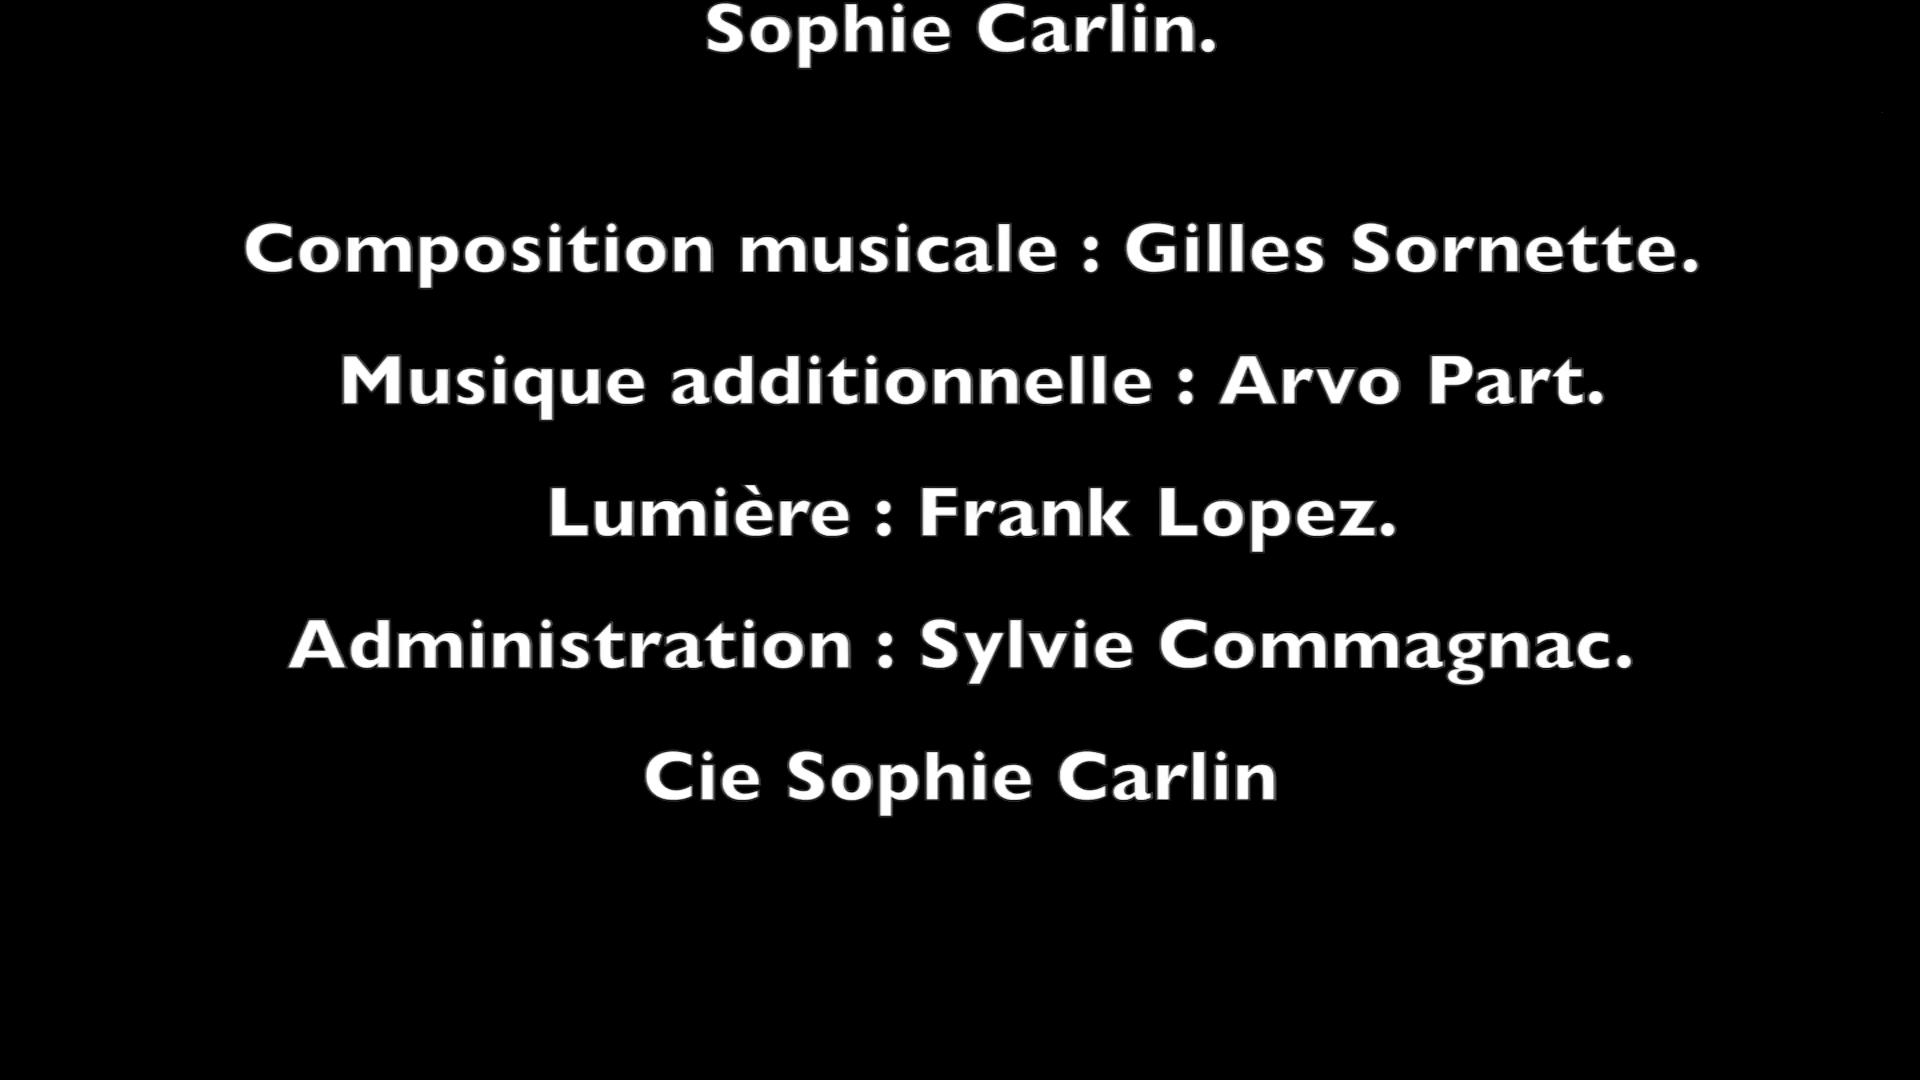 Sophie Carlin.
Composition musicale : Gilles Sornette.
Musique additionnelle : Arvo Part.
Lumière : Frank Lopez.
Administration : Sylvie Commagnac.
Cie Sophie Carlin